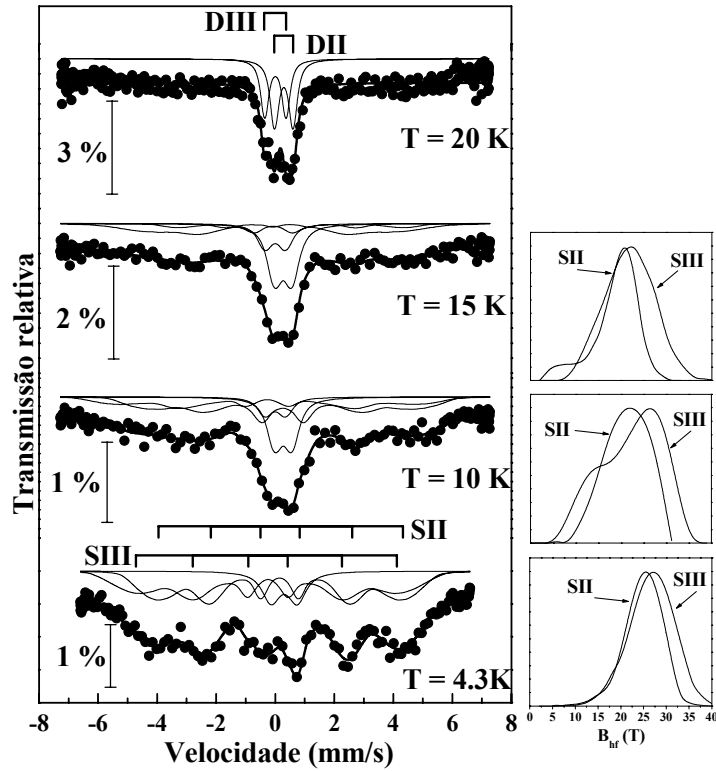 DIII
DII
T = 20 K
3 %
T = 15 K
2 %
T = 10 K
1 %
SII
SIII
T = 4.3K
1 %
Transmissão relativa
-8 -6 -4 -2 0 2 4 6 8
Velocidade (mm/s)
SII
SIII
SII
SIII
SII
SIII
0 5 10 15 20 25 30 35 40
B_hf (T)